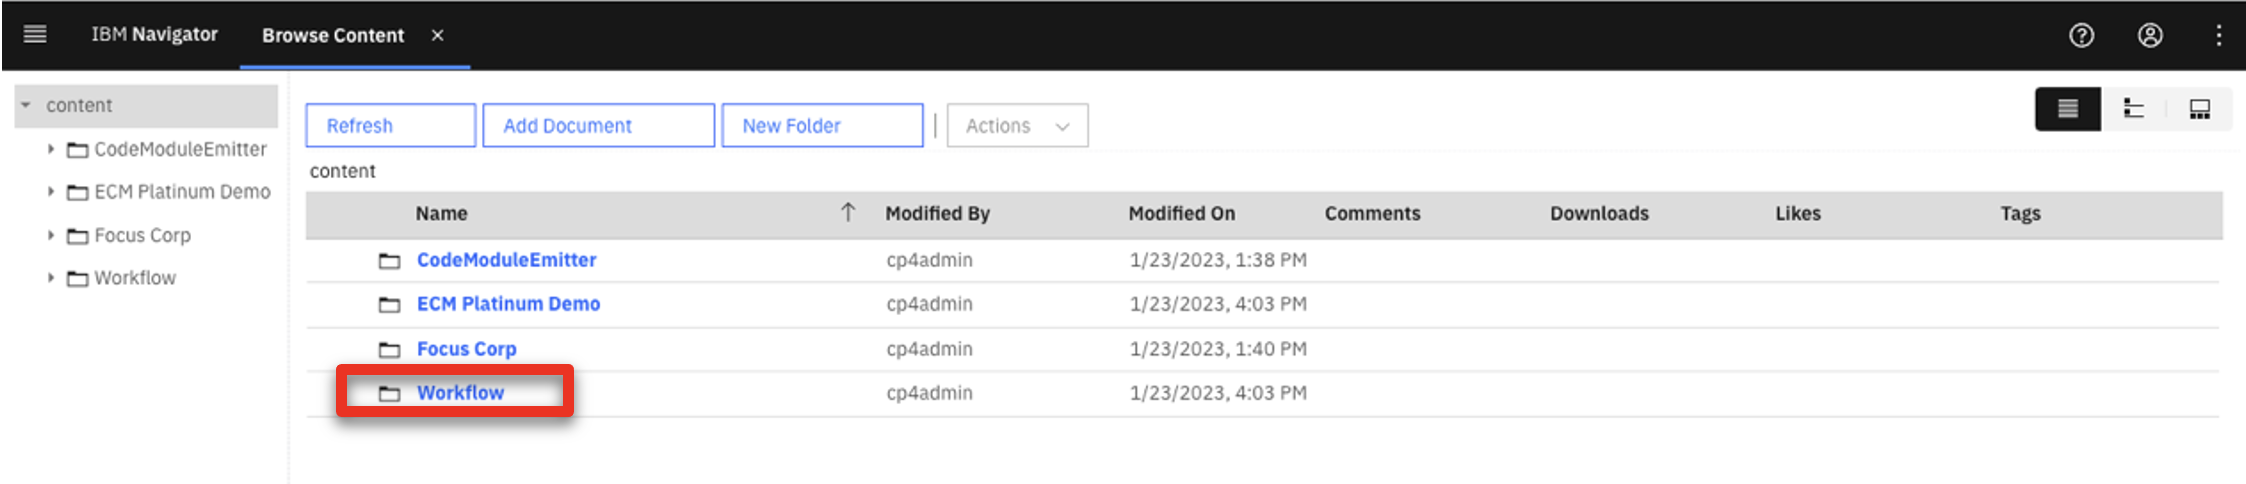 IBM Navigator Browse Content ×
content
CodeModuleEmitter
ECM Platinum Demo
Focus Corp
Workflow
Refresh Add Document New Folder | Actions
content
Name Modified By Modified On Comments Downloads Likes Tags
CodeModuleEmitter cp4admin 1/23/2023, 1:38 PM
ECM Platinum Demo cp4admin 1/23/2023, 4:03 PM
Focus Corp cp4admin 1/23/2023, 1:40 PM
Workflow cp4admin 1/23/2023, 4:03 PM